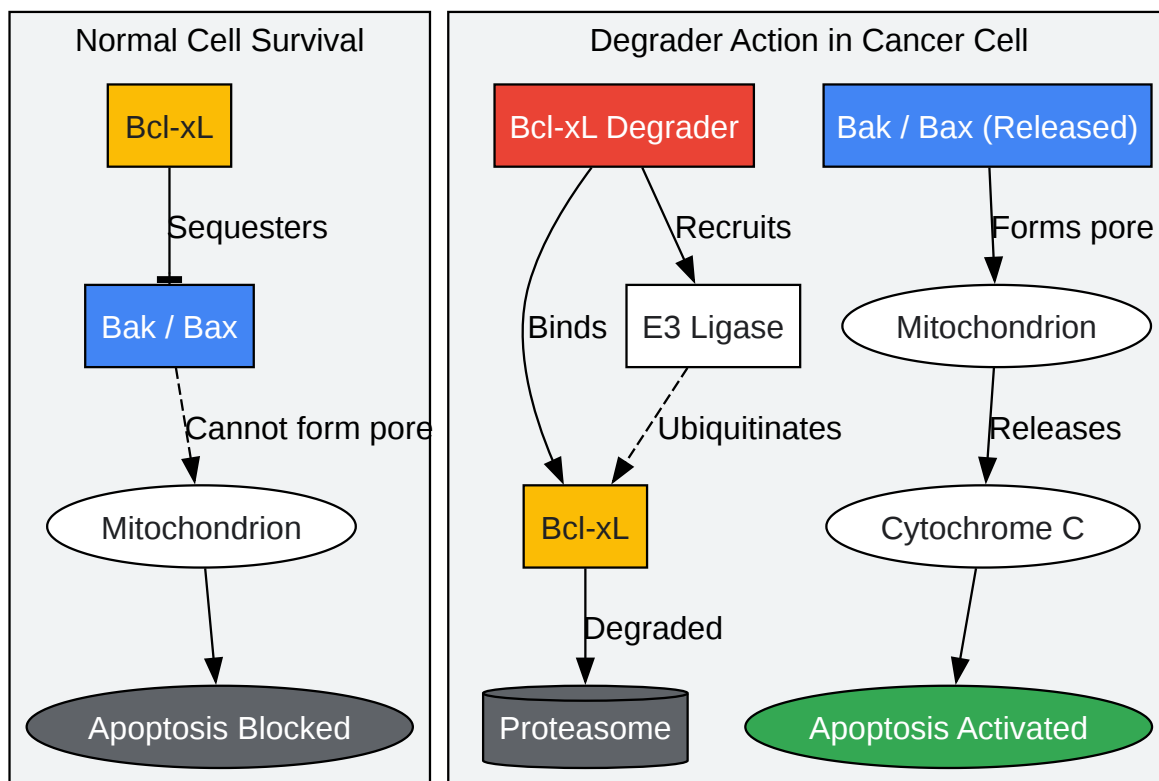 Normal Cell Survival
Bcl-xL
Sequesters
Bak / Bax
Cannot form pore
Mitochondrion
Apoptosis Blocked
Degrader Action in Cancer Cell
Bcl-xL Degrader
Bak / Bax (Released)
Recruits
Forms pore
Binds
E3 Ligase
Mitochondrion
Ubiquitinates
Releases
Bcl-xL
Cytochrome C
Degraded
Proteasome
Apoptosis Activated